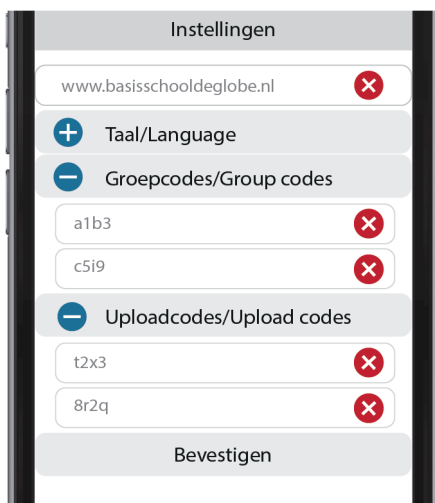 Instellingen
www.basisschooldeglobe.nl
Taal/Language
Groepcodes/Group codes
a1b3
c5i9
Uploadcodes/Upload codes
t2x3
8r2q
Bevestigen